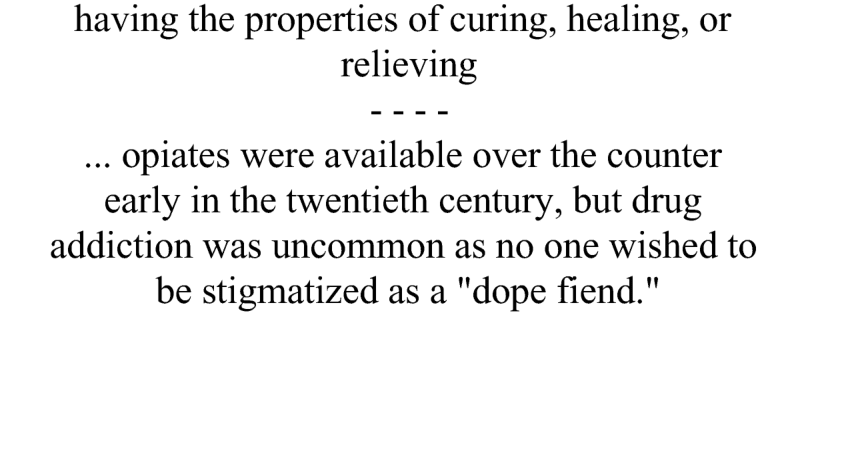 having the properties of curing, healing, or
relieving
- - - -
... opiates were available over the counter
early in the twentieth century, but drug
addiction was uncommon as no one wished to
be stigmatized as a "dope fiend."